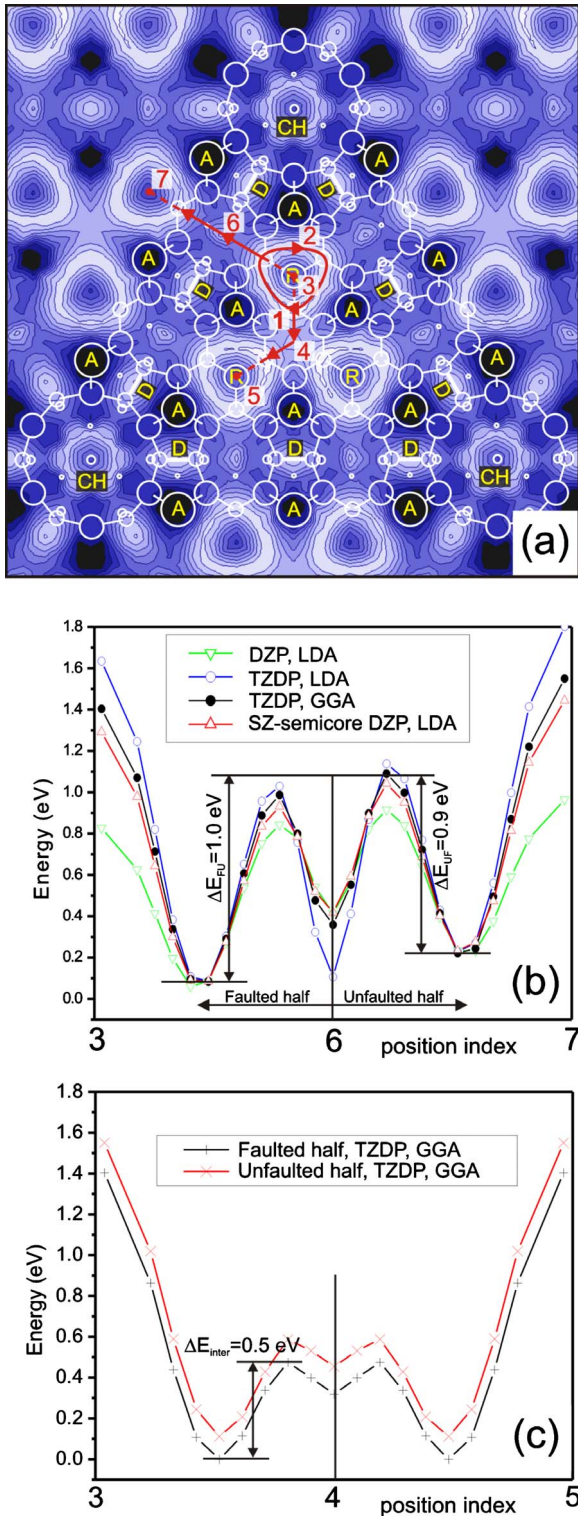 CH
A
A
D
D
7
A
6
2
R
3
A
A
D
A
A
D
1
4
A
R
R
A
5
D
D
A
A
D
D
D
CH
CH
A
A
A
(a)
1.8
1.6
1.4
1.2
1.0
0.8
0.6
0.4
0.2
0.0
Energy (eV)
DZP, LDA
TZDP, LDA
TZDP, GGA
SZ-semicore DZP, LDA
ΔE_FU=1.0 eV
ΔE_UF=0.9 eV
Faulted half
Unfaulted half
(b)
3
6
7
position index
1.8
1.6
1.4
1.2
1.0
0.8
0.6
0.4
0.2
0.0
Energy (eV)
Faulted half, TZDP, GGA
Unfaulted half, TZDP, GGA
ΔE_inter=0.5 eV
(c)
3
4
5
position index